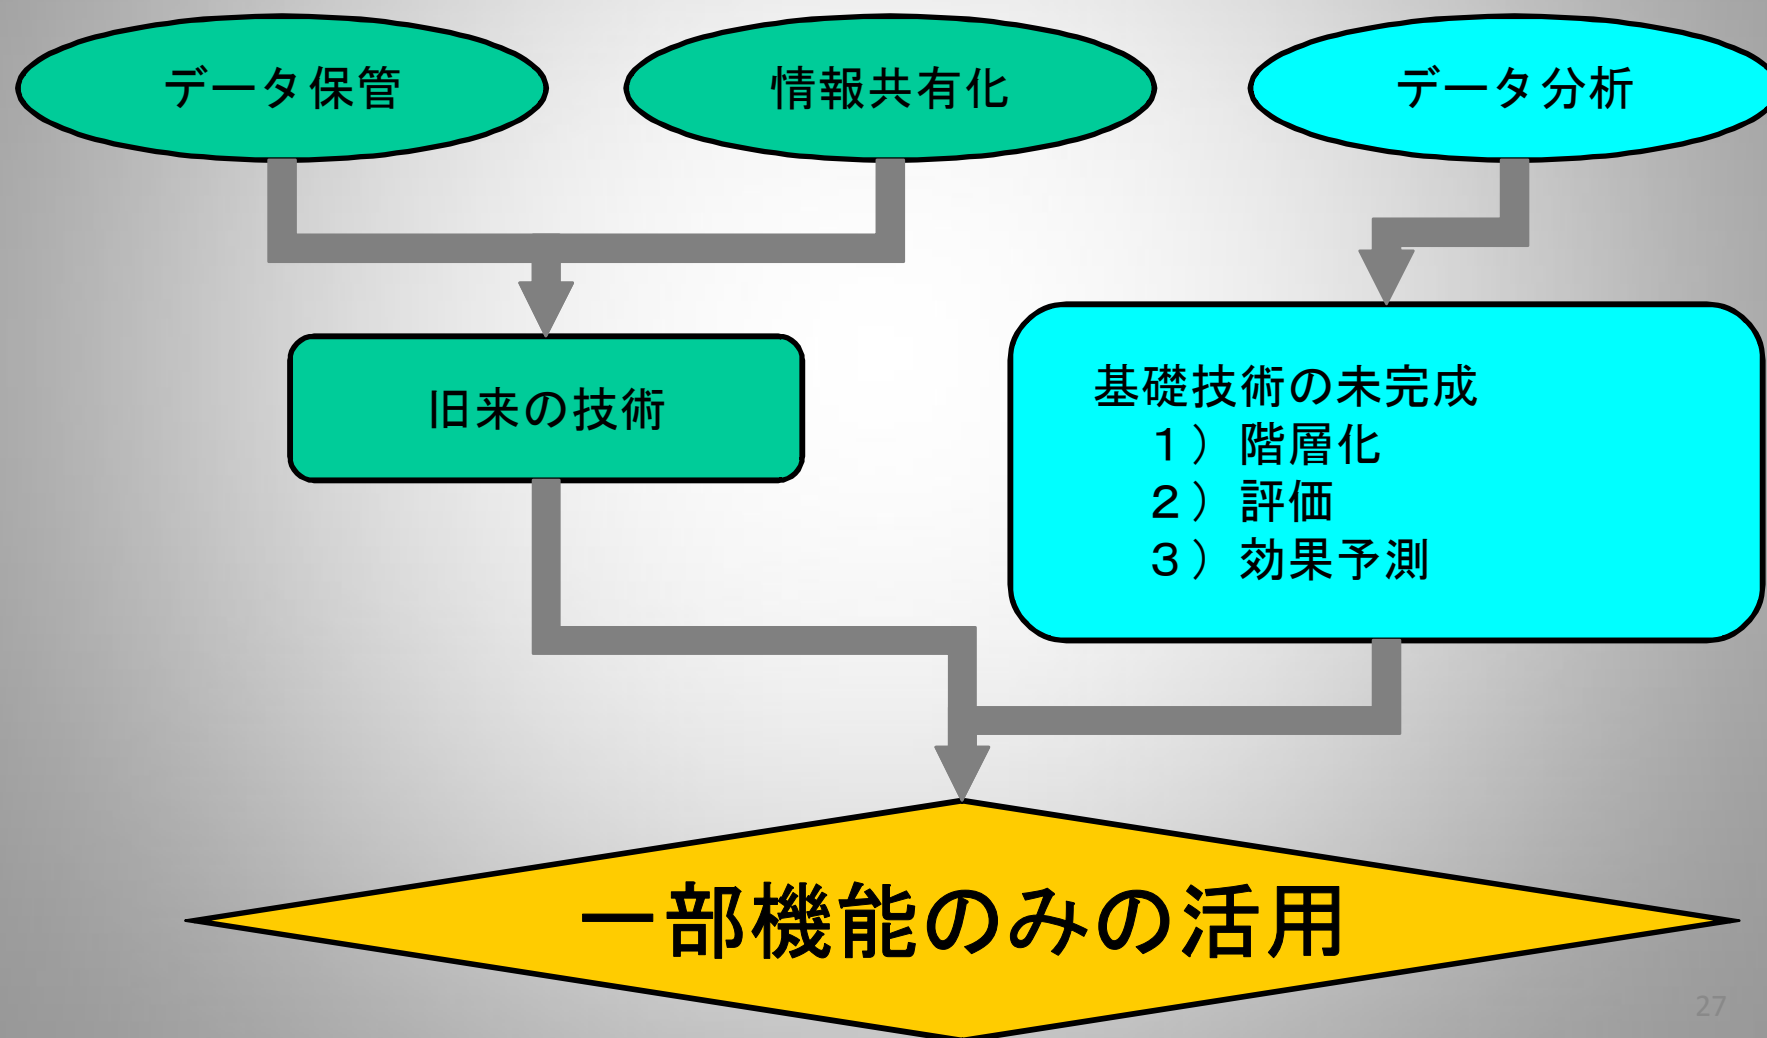 データ保管
情報共有化
データ分析
旧来の技術
基礎技術の未完成
１）階層化
２）評価
３）効果予測
一部機能のみの活用
27